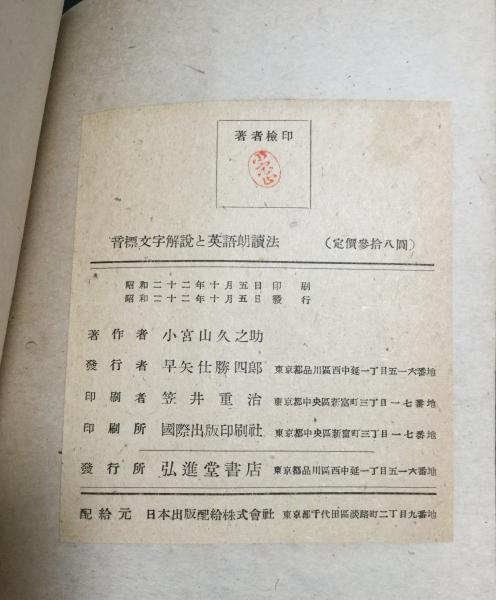 著者檢印
音標文字解說と英語朗讀法 （定價參拾八圓）
昭和二十二年十月五日 印刷
昭和二十二年十月五日 發行
著作者 小宮山久之助
發行者 早矢仕勝四郎 東京都品川區西中延一丁目五一六番地
印刷者 笠井重治 東京都中央區新富町三丁目一七番地
印刷所 國際出版印刷社 東京都中央區新富町三丁目一七番地
發行所 弘進堂書店 東京都品川區西中延一丁目五一六番地
配給元 日本出版配給株式會社 東京都千代田區淡路町二丁目九番地